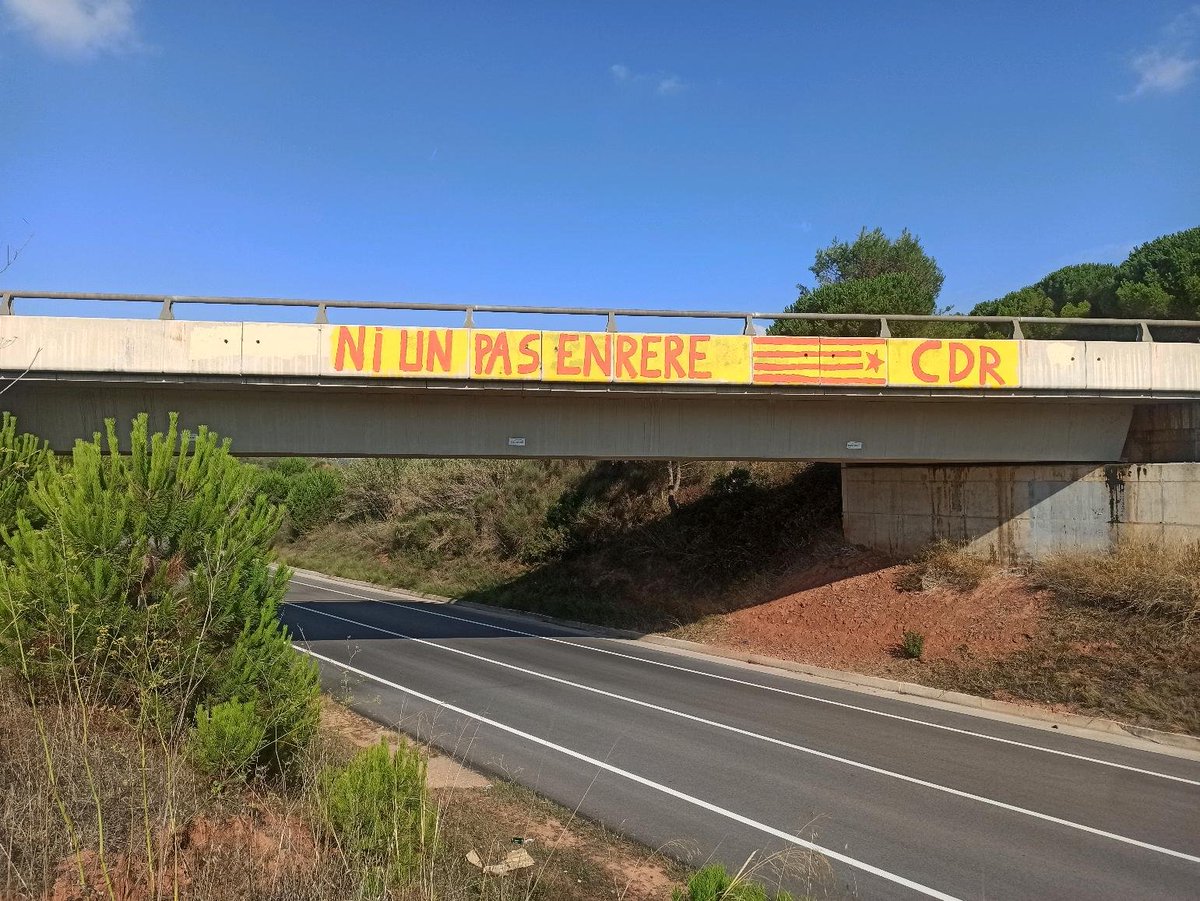 Ni UN PAS ENRERE CDR